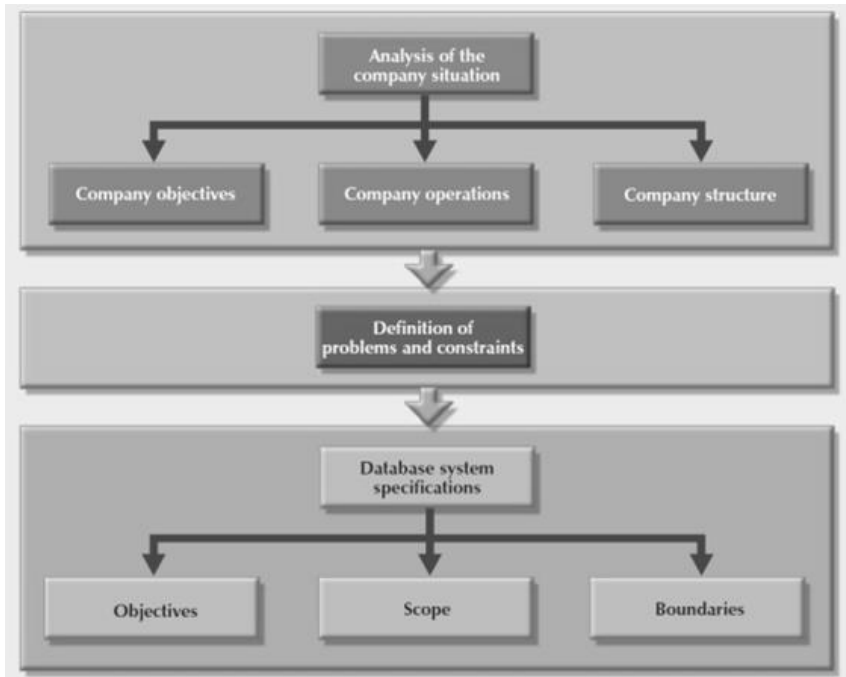 Analysis of the
company situation
Company objectives
Company operations
Company structure
Definition of
problems and constraints
Database system
specifications
Objectives
Scope
Boundaries